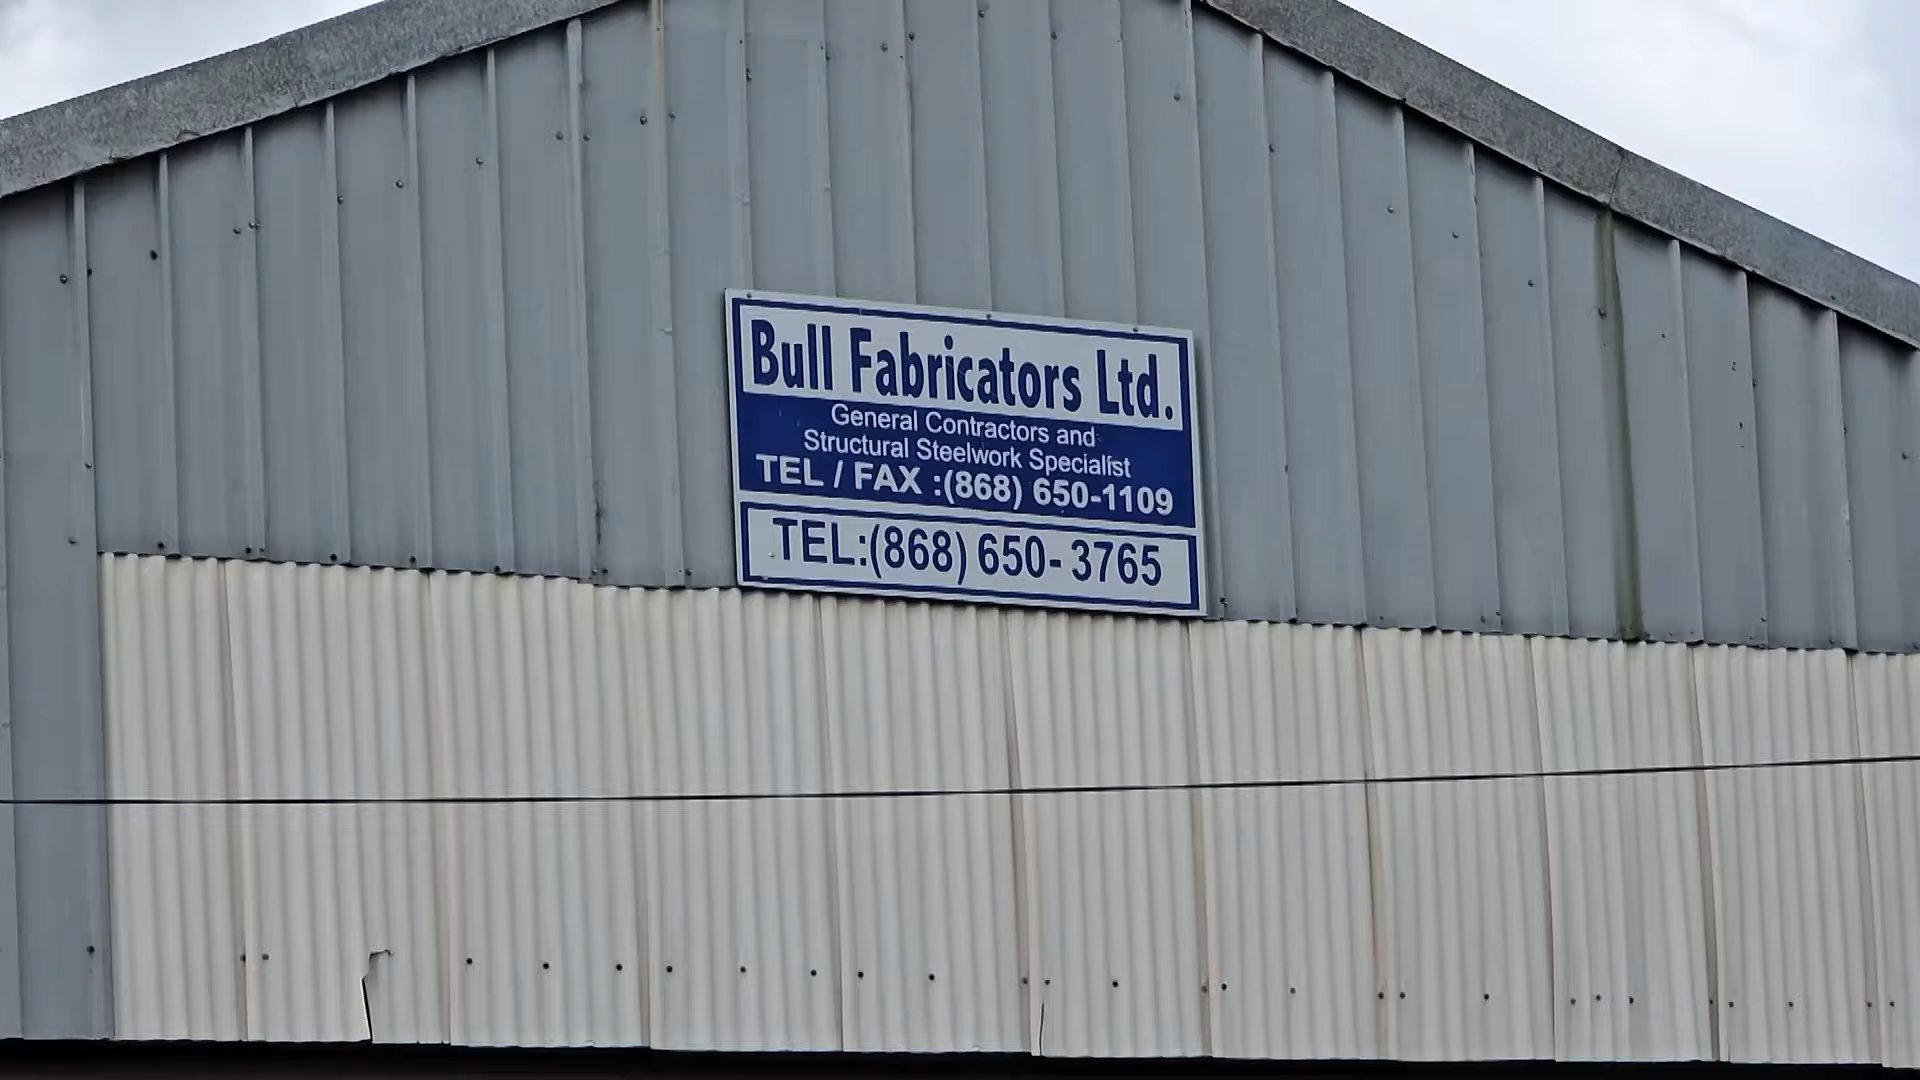 Bull Fabricators Ltd.
General Contractors and
Structural Steelwork Specialist
TEL / FAX :(868) 650-1109
TEL:(868) 650- 3765